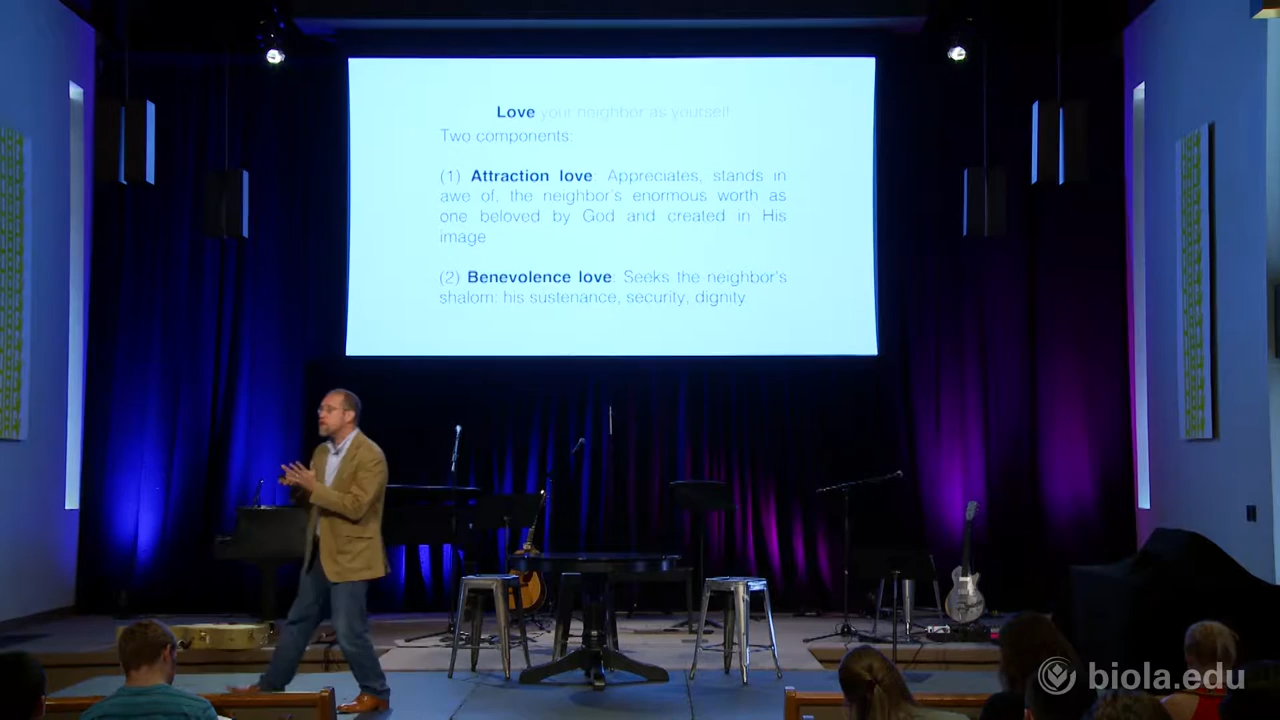 Love your neighbor as yourself
Two components:
(1) Attraction love: Appreciates, stands in
awe of, the neighbor's enormous worth as
one beloved by God and created in His
image
(2) Benevolence love: Seeks the neighbor's
shalom: his sustenance, security, dignity
biola.edu